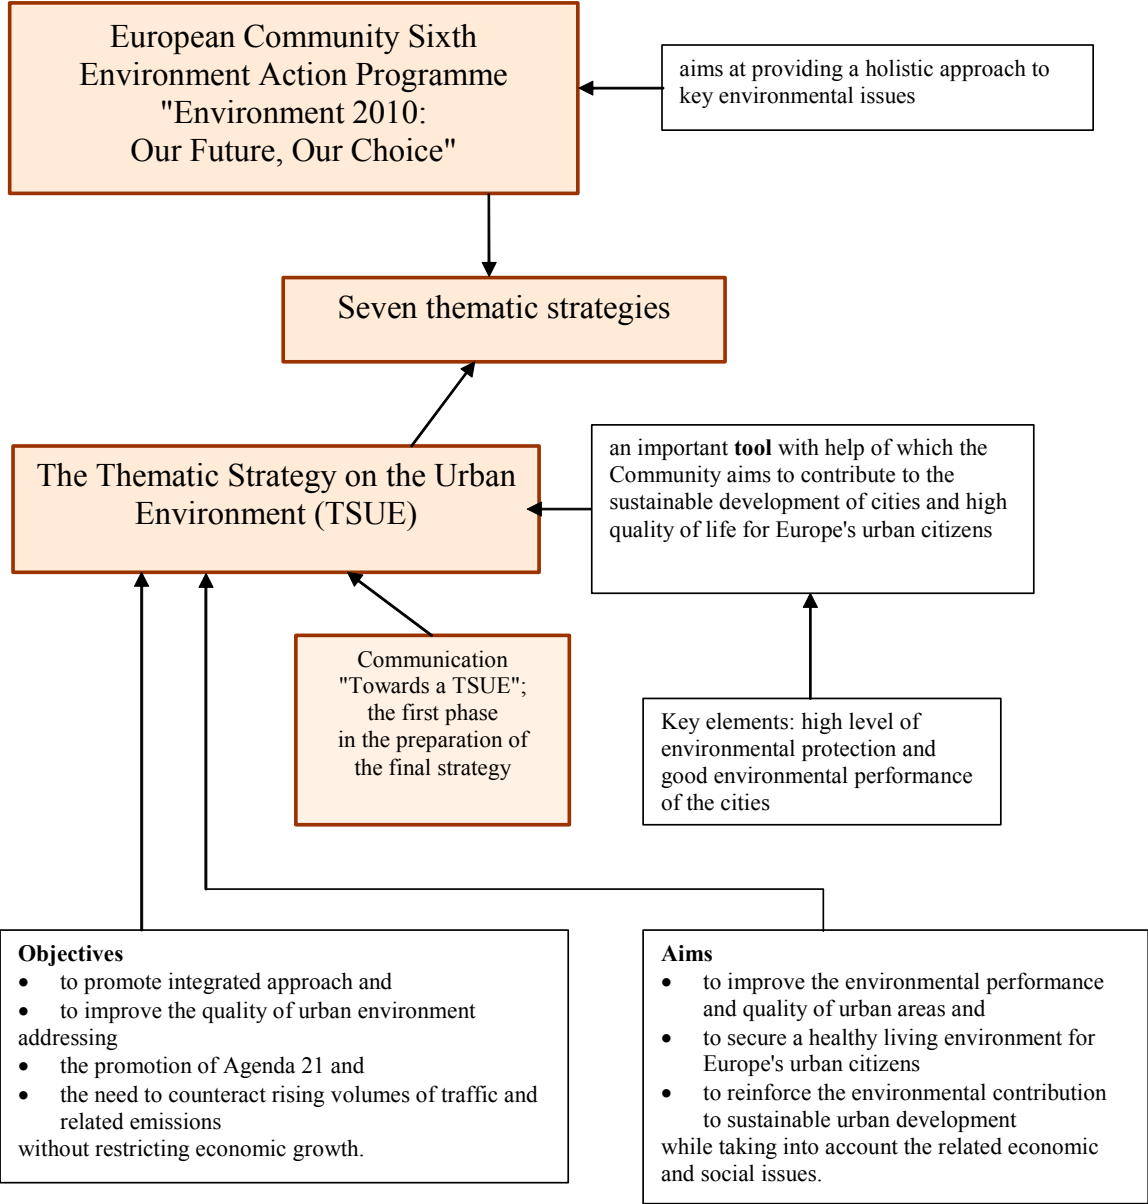 European Community Sixth
Environment Action Programme
"Environment 2010:
Our Future, Our Choice"
aims at providing a holistic approach to
key environmental issues
Seven thematic strategies
The Thematic Strategy on the Urban
Environment (TSUE)
an important tool with help of which the
Community aims to contribute to the
sustainable development of cities and high
quality of life for Europe's urban citizens
Communication
"Towards a TSUE";
the first phase
in the preparation of
the final strategy
Key elements: high level of
environmental protection and
good environmental performance
of the cities
Objectives
• to promote integrated approach and
• to improve the quality of urban environment
addressing
• the promotion of Agenda 21 and
• the need to counteract rising volumes of traffic and
related emissions
without restricting economic growth.
Aims
• to improve the environmental performance
and quality of urban areas and
• to secure a healthy living environment for
Europe's urban citizens
• to reinforce the environmental contribution
to sustainable urban development
while taking into account the related economic
and social issues.